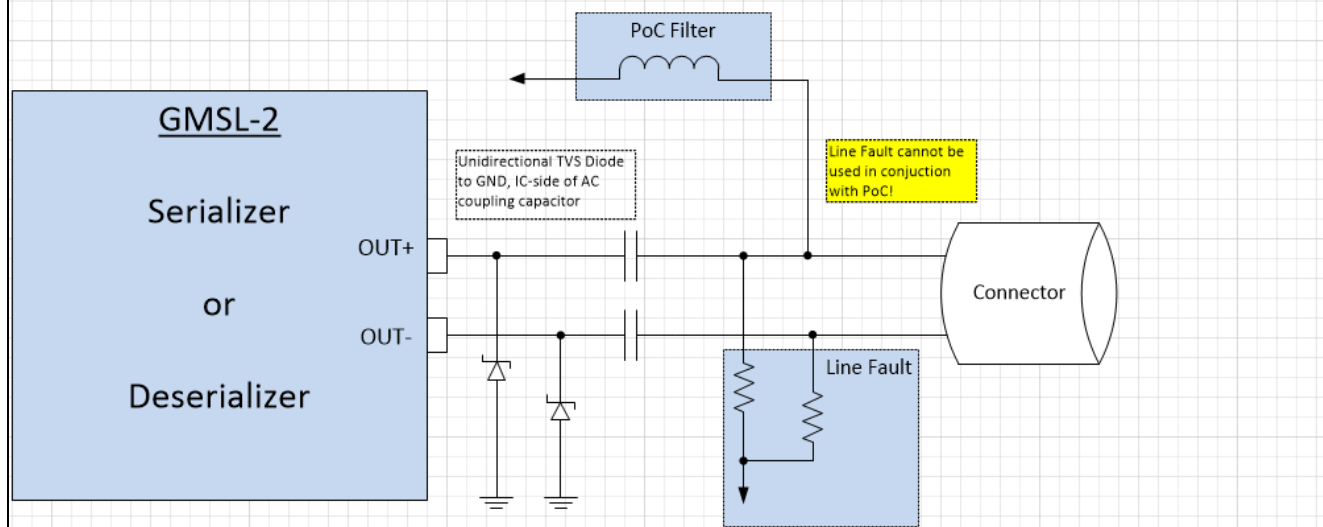 PoC Filter
GMSL-2
Serializer
or
Deserializer
OUT+
OUT-
Unidirectional TVS Diode
to GND, IC-side of AC
coupling capacitor
Line Fault cannot be
used in conjuction
with PoC!
Connector
Line Fault